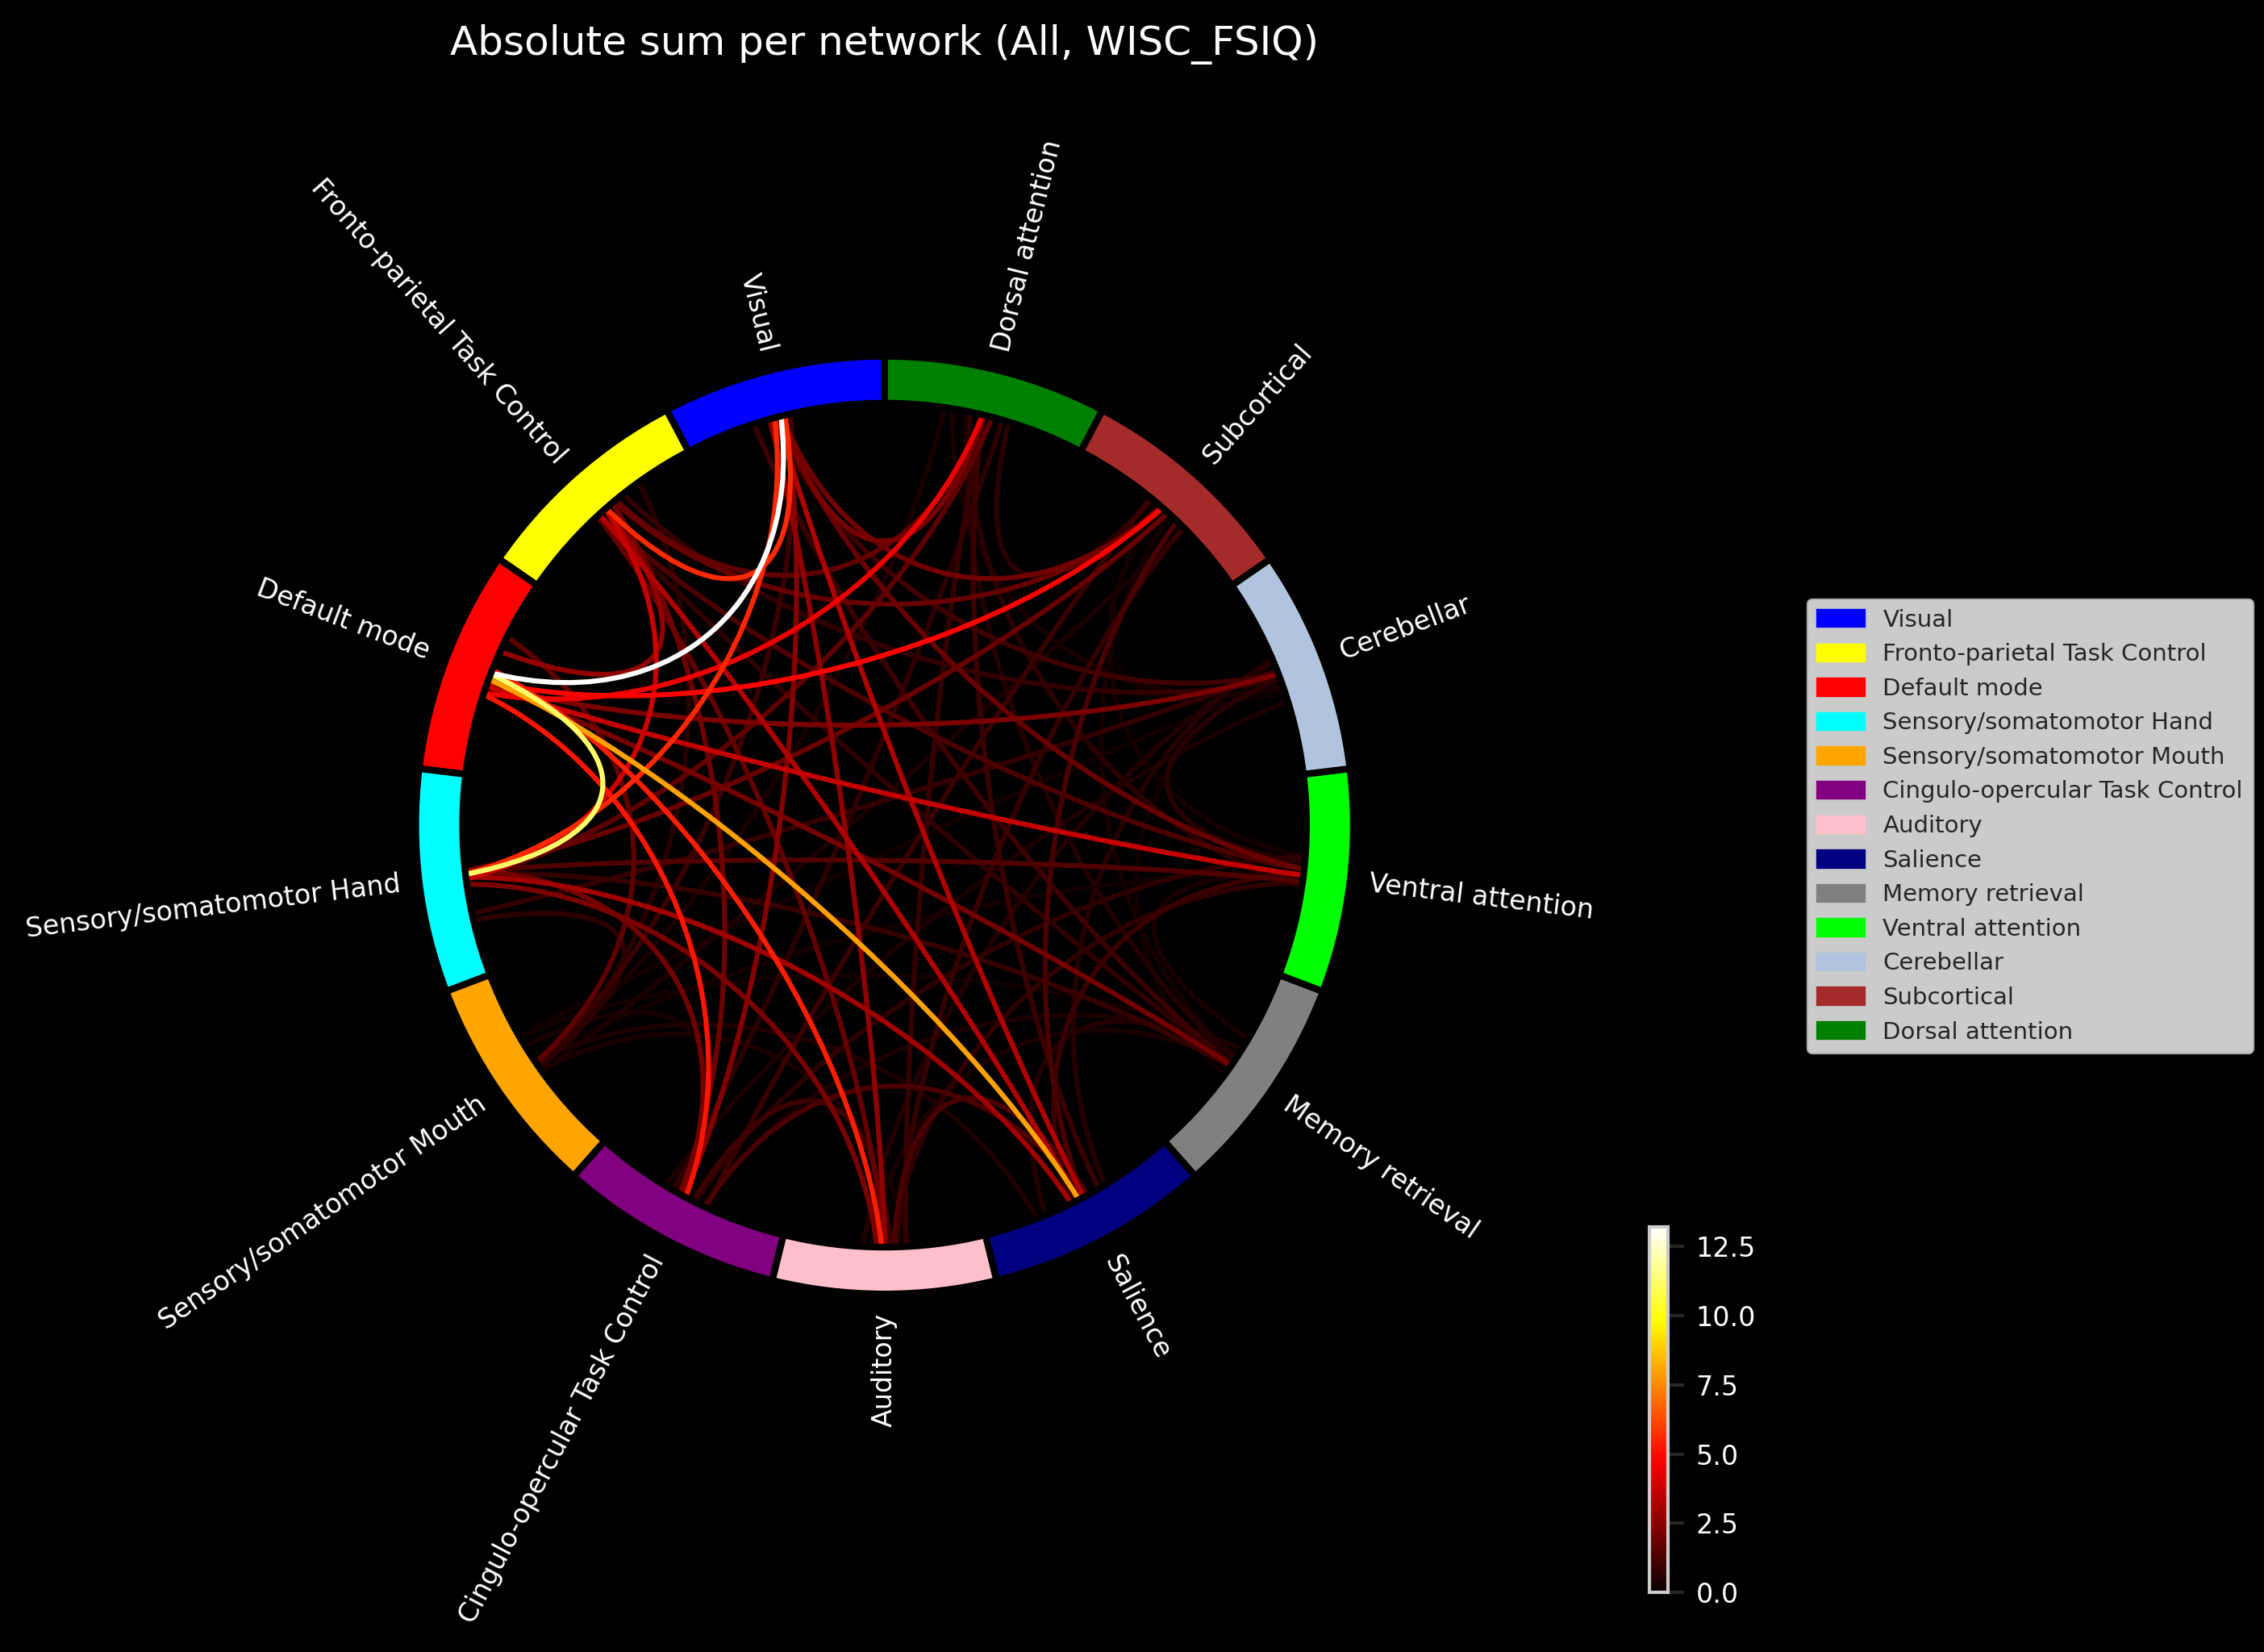 Absolute sum per network (All, WISC_FSIQ)
Dorsal attention
Fronto-parietal Task Control
Visual
Subcortical
Default mode
Cerebellar
Sensory/somatomotor Hand
Ventral attention
Sensory/somatomotor Mouth
Memory retrieval
Cingulo-opercular Task Control
Auditory
Salience
Visual
Fronto-parietal Task Control
Default mode
Sensory/somatomotor Hand
Sensory/somatomotor Mouth
Cingulo-opercular Task Control
Auditory
Salience
Memory retrieval
Ventral attention
Cerebellar
Subcortical
Dorsal attention
12.5
10.0
7.5
5.0
2.5
0.0